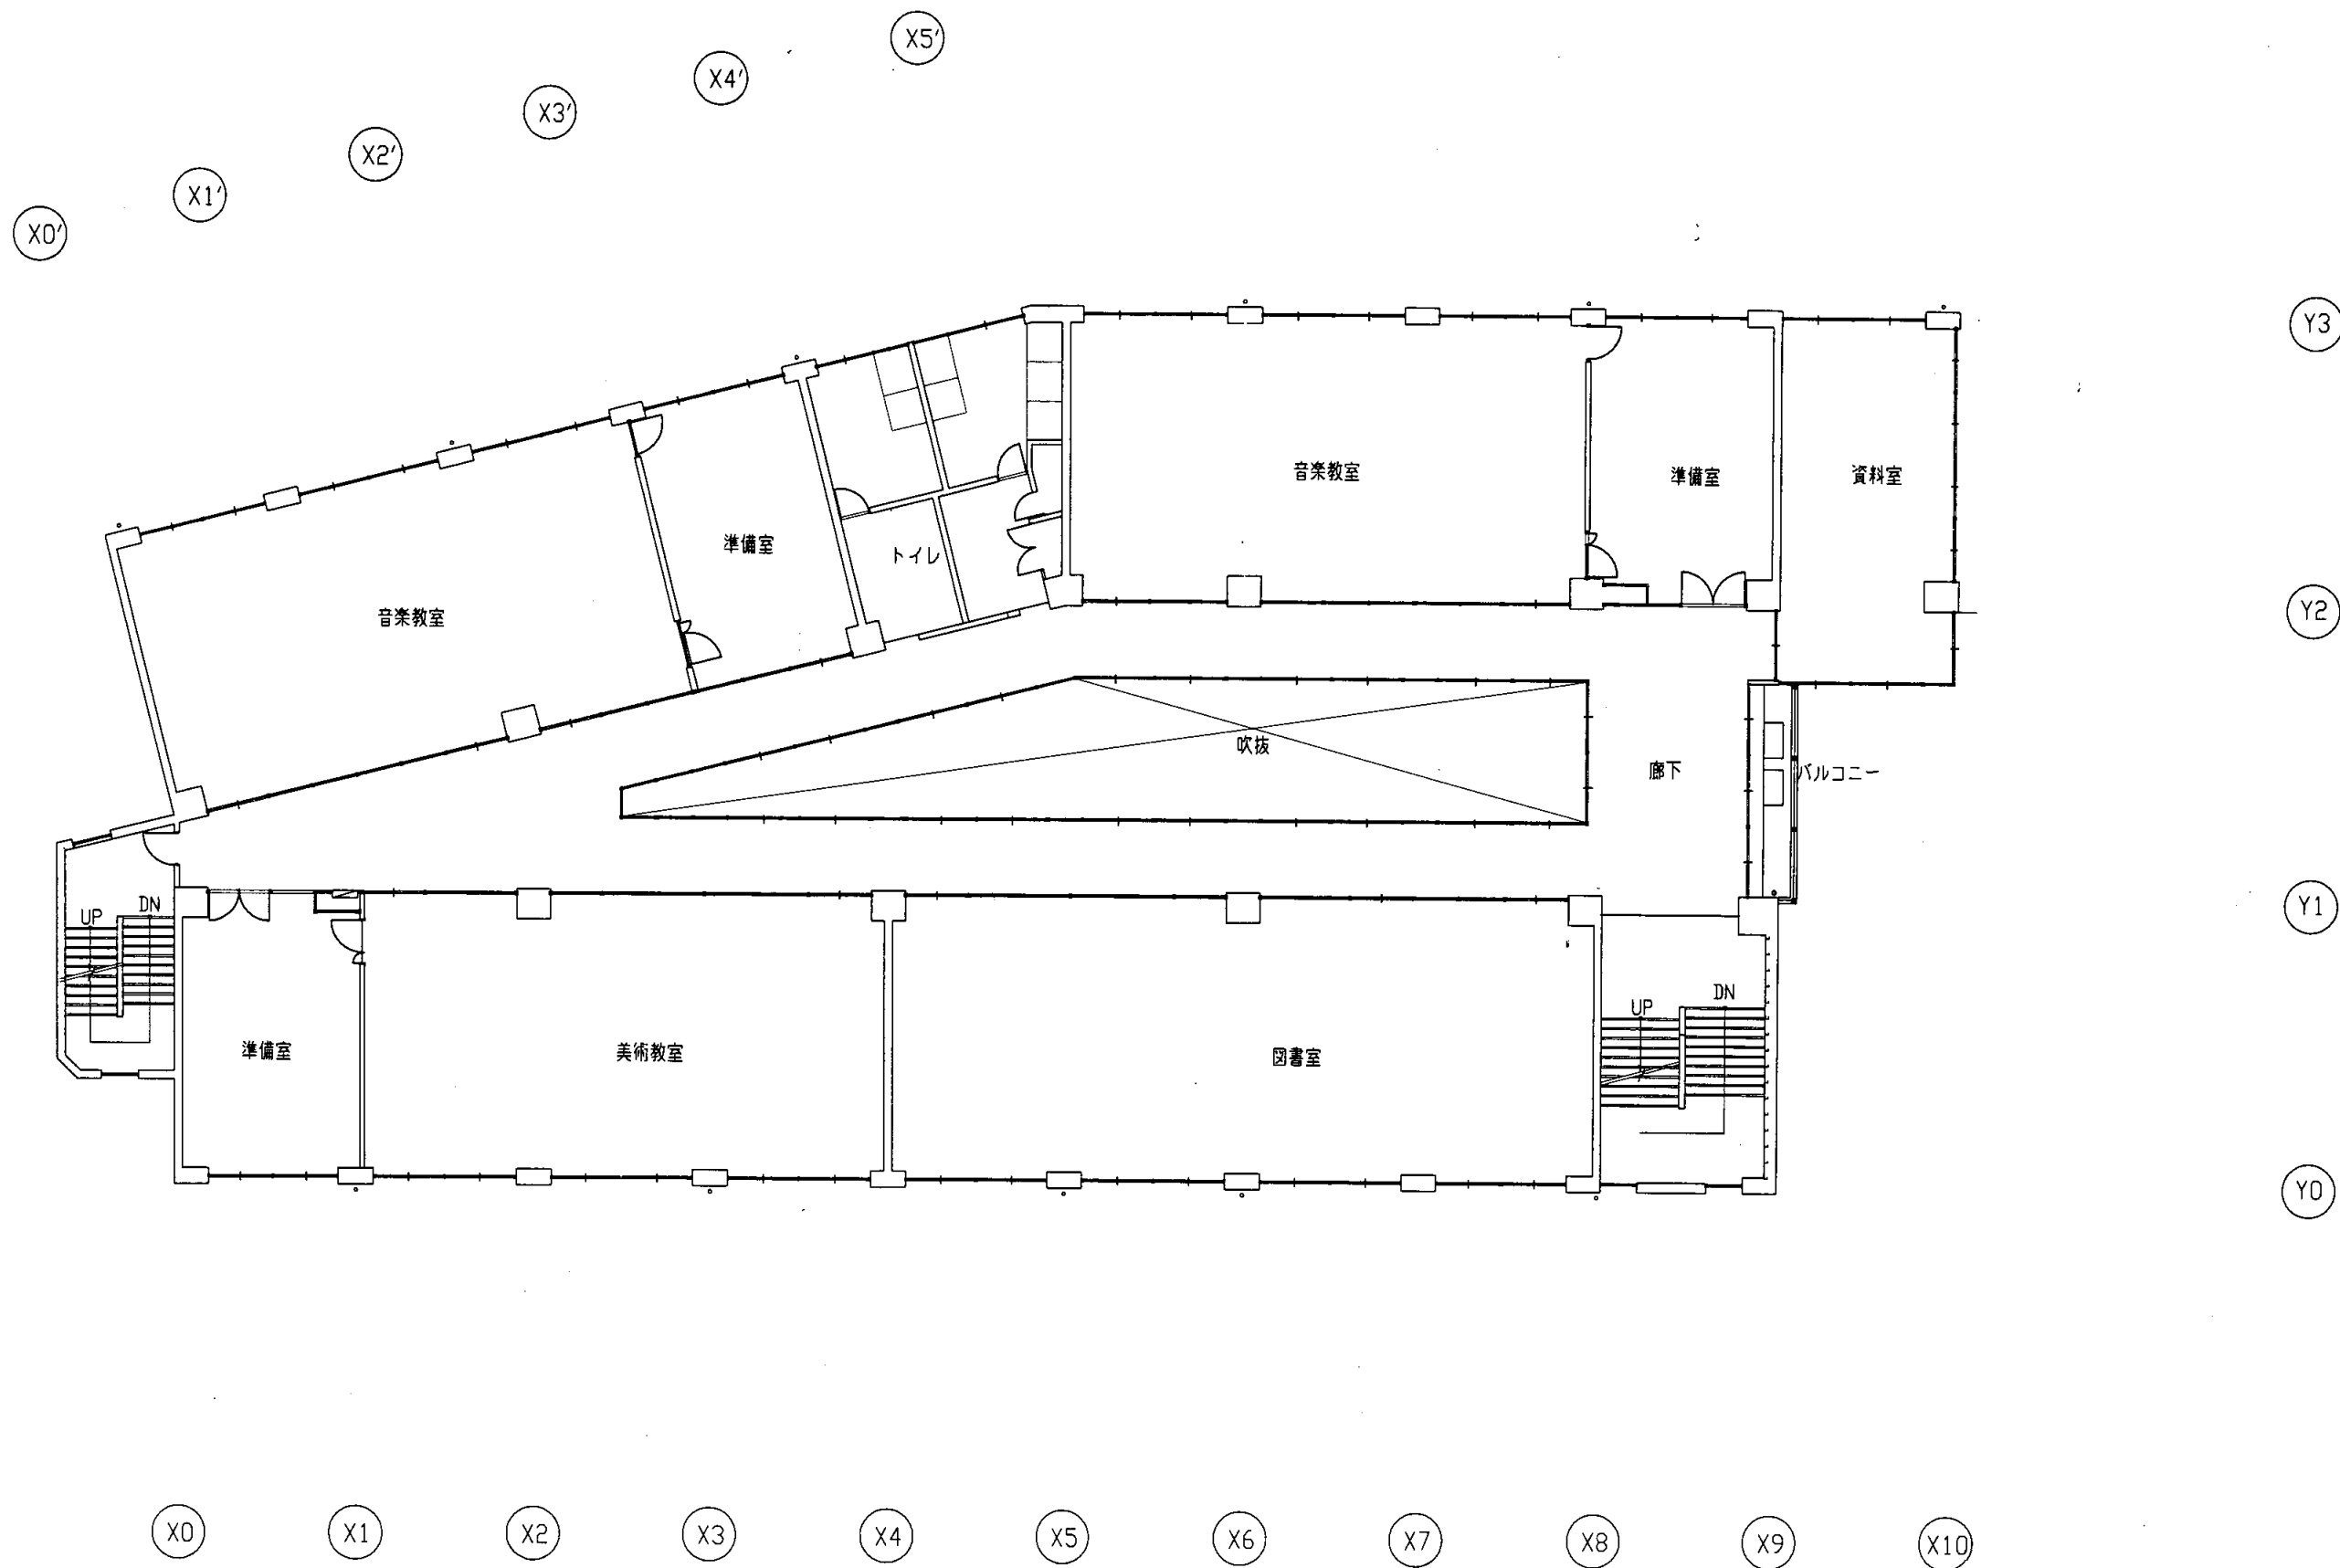 X5'
X4'
X3'
X2'
X1'
X0'
Y3
音楽教室
準備室
資料室
準備室
トイレ
音楽教室
Y2
吹抜
廊下
バルコニー
UP
DN
Y1
UP
DN
準備室
美術教室
図書室
Y0
X0
X1
X2
X3
X4
X5
X6
X7
X8
X9
X10